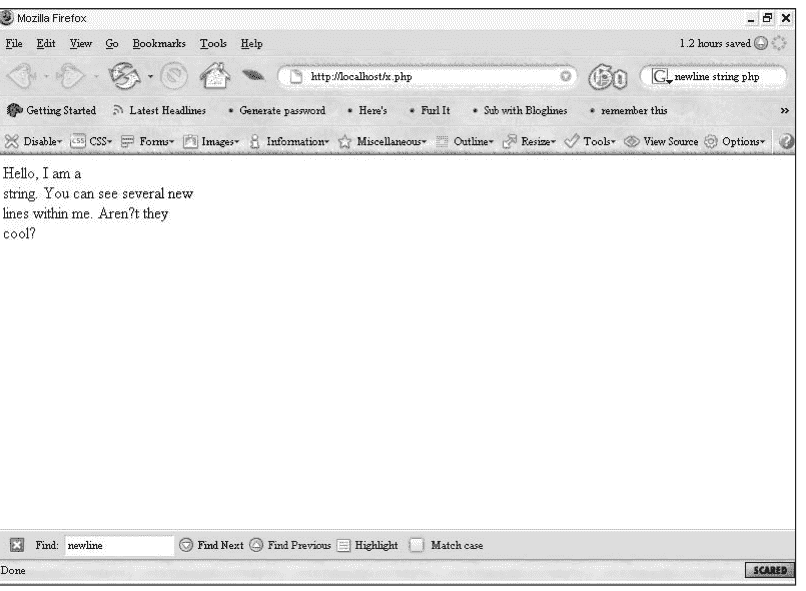 Mozilla Firefox
File Edit View Go Bookmarks Tools Help 1.2 hours saved
http://localhost/x.php Go G newline string php
Getting Started Latest Headlines • Generate password • Here's • Furl It • Sub with Bloglines • remember this »
Disable CSS CSS Forms Images Information Miscellaneous Outline Resize Tools View Source Options ?
Hello, I am a
string. You can see several new
lines within me. Aren?t they
cool?
Find: newline Find Next Find Previous Highlight Match case
Done SCARED